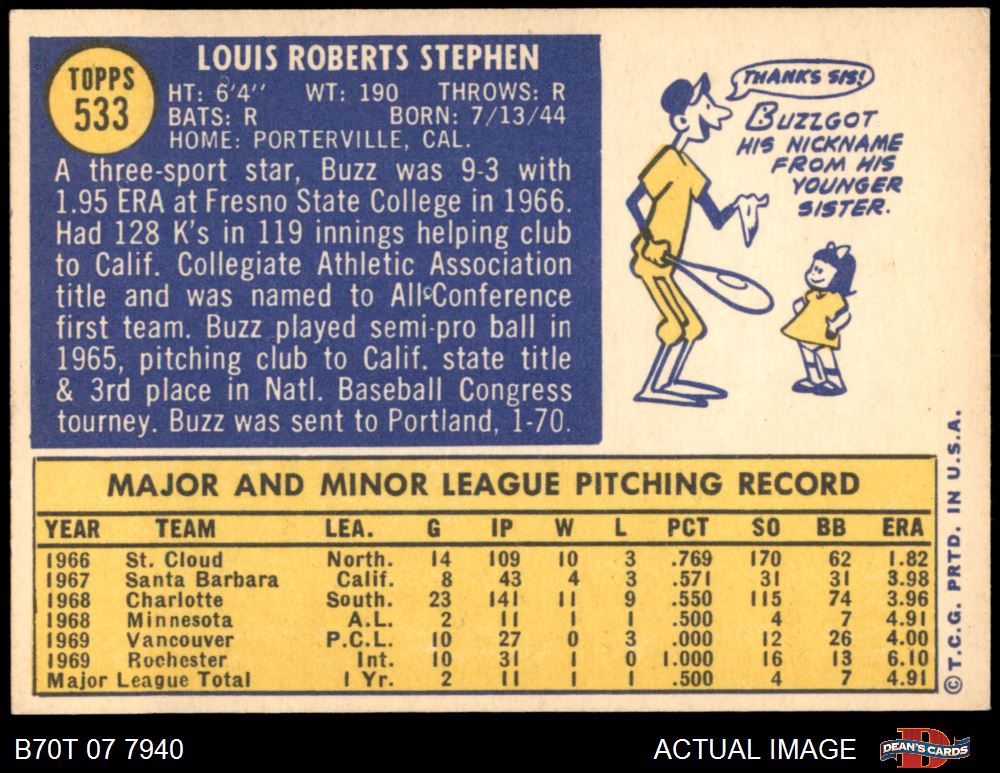 TOPPS
533
LOUIS ROBERTS STEPHEN
HT: 6'4" WT: 190 THROWS: R
BATS: R BORN: 7/13/44
HOME: PORTERVILLE, CAL.
A three-sport star, Buzz was 9-3 with
1.95 ERA at Fresno State College in 1966.
Had 128 K's in 119 innings helping club
to Calif. Collegiate Athletic Association
title and was named to All-Conference
first team. Buzz played semi-pro ball in
1965, pitching club to Calif. state title
& 3rd place in Natl. Baseball Congress
tourney. Buzz was sent to Portland, 1-70.
THANKS SIS!
BUZZ GOT
HIS NICKNAME
FROM HIS
YOUNGER
SISTER.
MAJOR AND MINOR LEAGUE PITCHING RECORD
YEAR TEAM LEA. G IP W L PCT SO BB ERA
1966 St. Cloud North. 14 109 10 3 .769 170 62 1.82
1967 Santa Barbara Calif. 8 43 4 3 .571 31 31 3.98
1968 Charlotte South. 23 141 11 9 .550 115 74 3.96
1968 Minnesota A.L. 2 11 1 1 .500 4 7 4.91
1969 Vancouver P.C.L. 10 27 0 3 .000 12 26 4.00
1969 Rochester Int. 10 31 1 0 1.000 16 13 6.10
Major League Total 1 Yr. 2 11 1 1 .500 4 7 4.91
© T.C.G. PRTD. IN U.S.A.
B70T 07 7940
ACTUAL IMAGE
D
DEAN'S CARDS